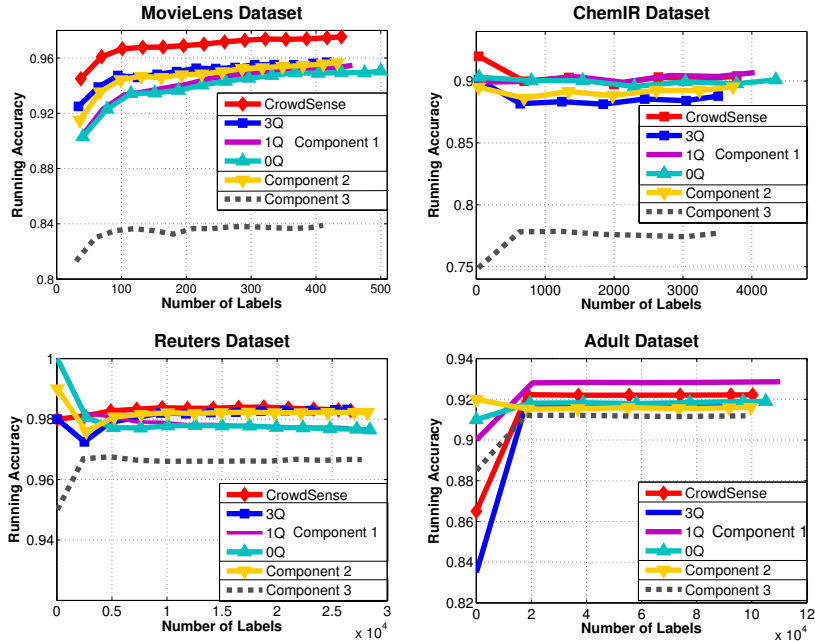 MovieLens Dataset
Running Accuracy
0.96
0.92
0.88
0.84
0.8
0 100 200 300 400 500
Number of Labels
CrowdSense
3Q
1Q Component 1
0Q
Component 2
Component 3
ChemIR Dataset
Running Accuracy
0.9
0.85
0.8
0.75
0 1000 2000 3000 4000
Number of Labels
CrowdSense
3Q
1Q Component 1
0Q
Component 2
Component 3
Reuters Dataset
Running Accuracy
1
0.98
0.96
0.94
0 0.5 1 1.5 2 2.5 3
x 10^4
Number of Labels
CrowdSense
3Q
1Q Component 1
0Q
Component 2
Component 3
Adult Dataset
Running Accuracy
0.94
0.92
0.9
0.88
0.86
0.84
0.82
0 2 4 6 8 10 12
x 10^4
Number of Labels
CrowdSense
3Q
1Q Component 1
0Q
Component 2
Component 3